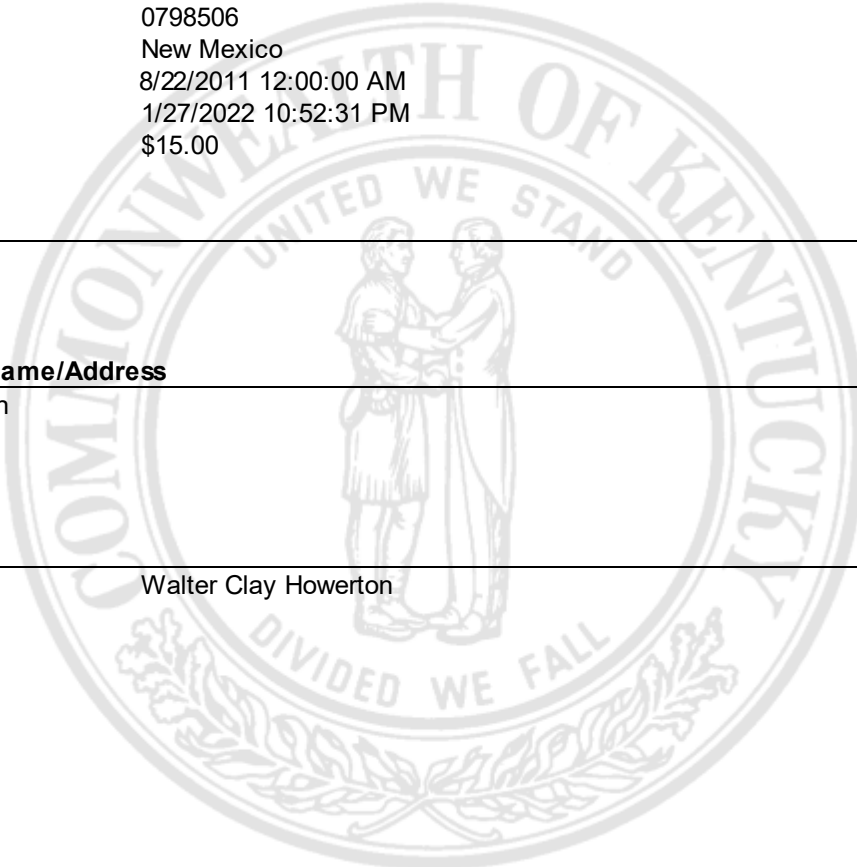 0798506
New Mexico
8/22/2011 12:00:00 AM
1/27/2022 10:52:31 PM
$15.00
COMMONWEALTH OF KENTUCKY
UNITED WE STAND
ame/Address
n
Walter Clay Howerton
DIVIDED WE FALL